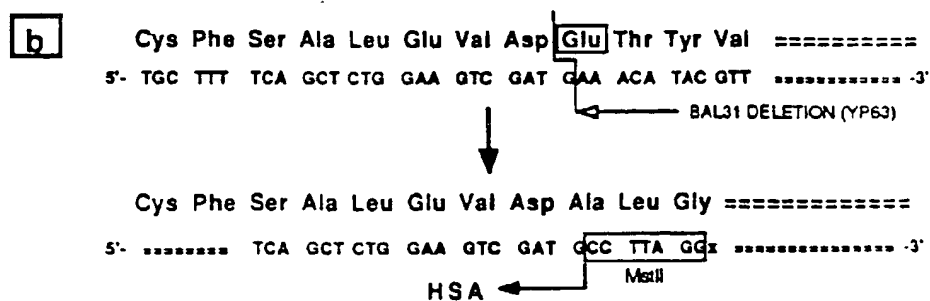 b
Cys Phe Ser Ala Leu Glu Val Asp Glu Thr Tyr Val ============
5'- TGC TTT TCA GCT CTG GAA GTC GAT GAA ACA TAC GTT ============ -3'
BAL31 DELETION (YP63)
Cys Phe Ser Ala Leu Glu Val Asp Ala Leu Gly =============
5'- ======== TCA GCT CTG GAA GTC GAT GCC TTA GGx ============== -3'
MstII
HSA